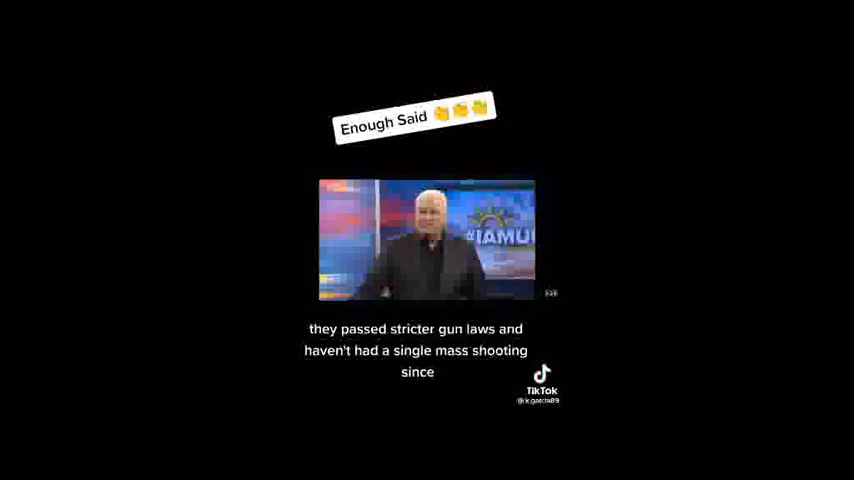 Enough Said 👏👏👏
they passed stricter gun laws and
haven't had a single mass shooting
since
TikTok